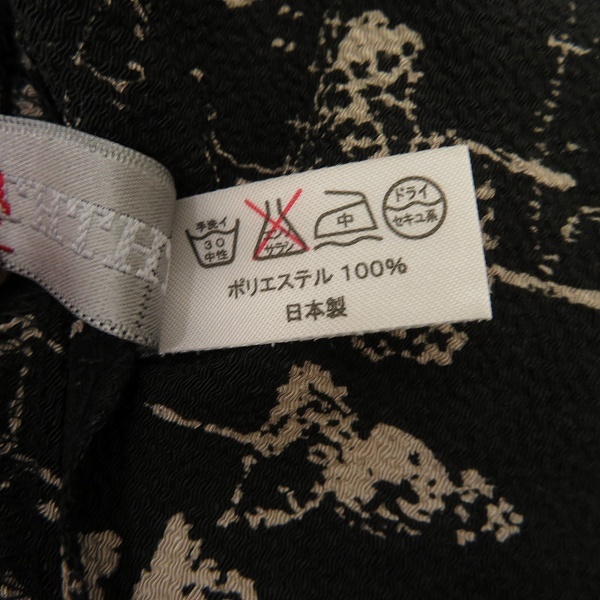 手洗イ
30
中性
エンソ
サラシ
中
ドライ
セキユ系
ポリエステル 100%
日本製